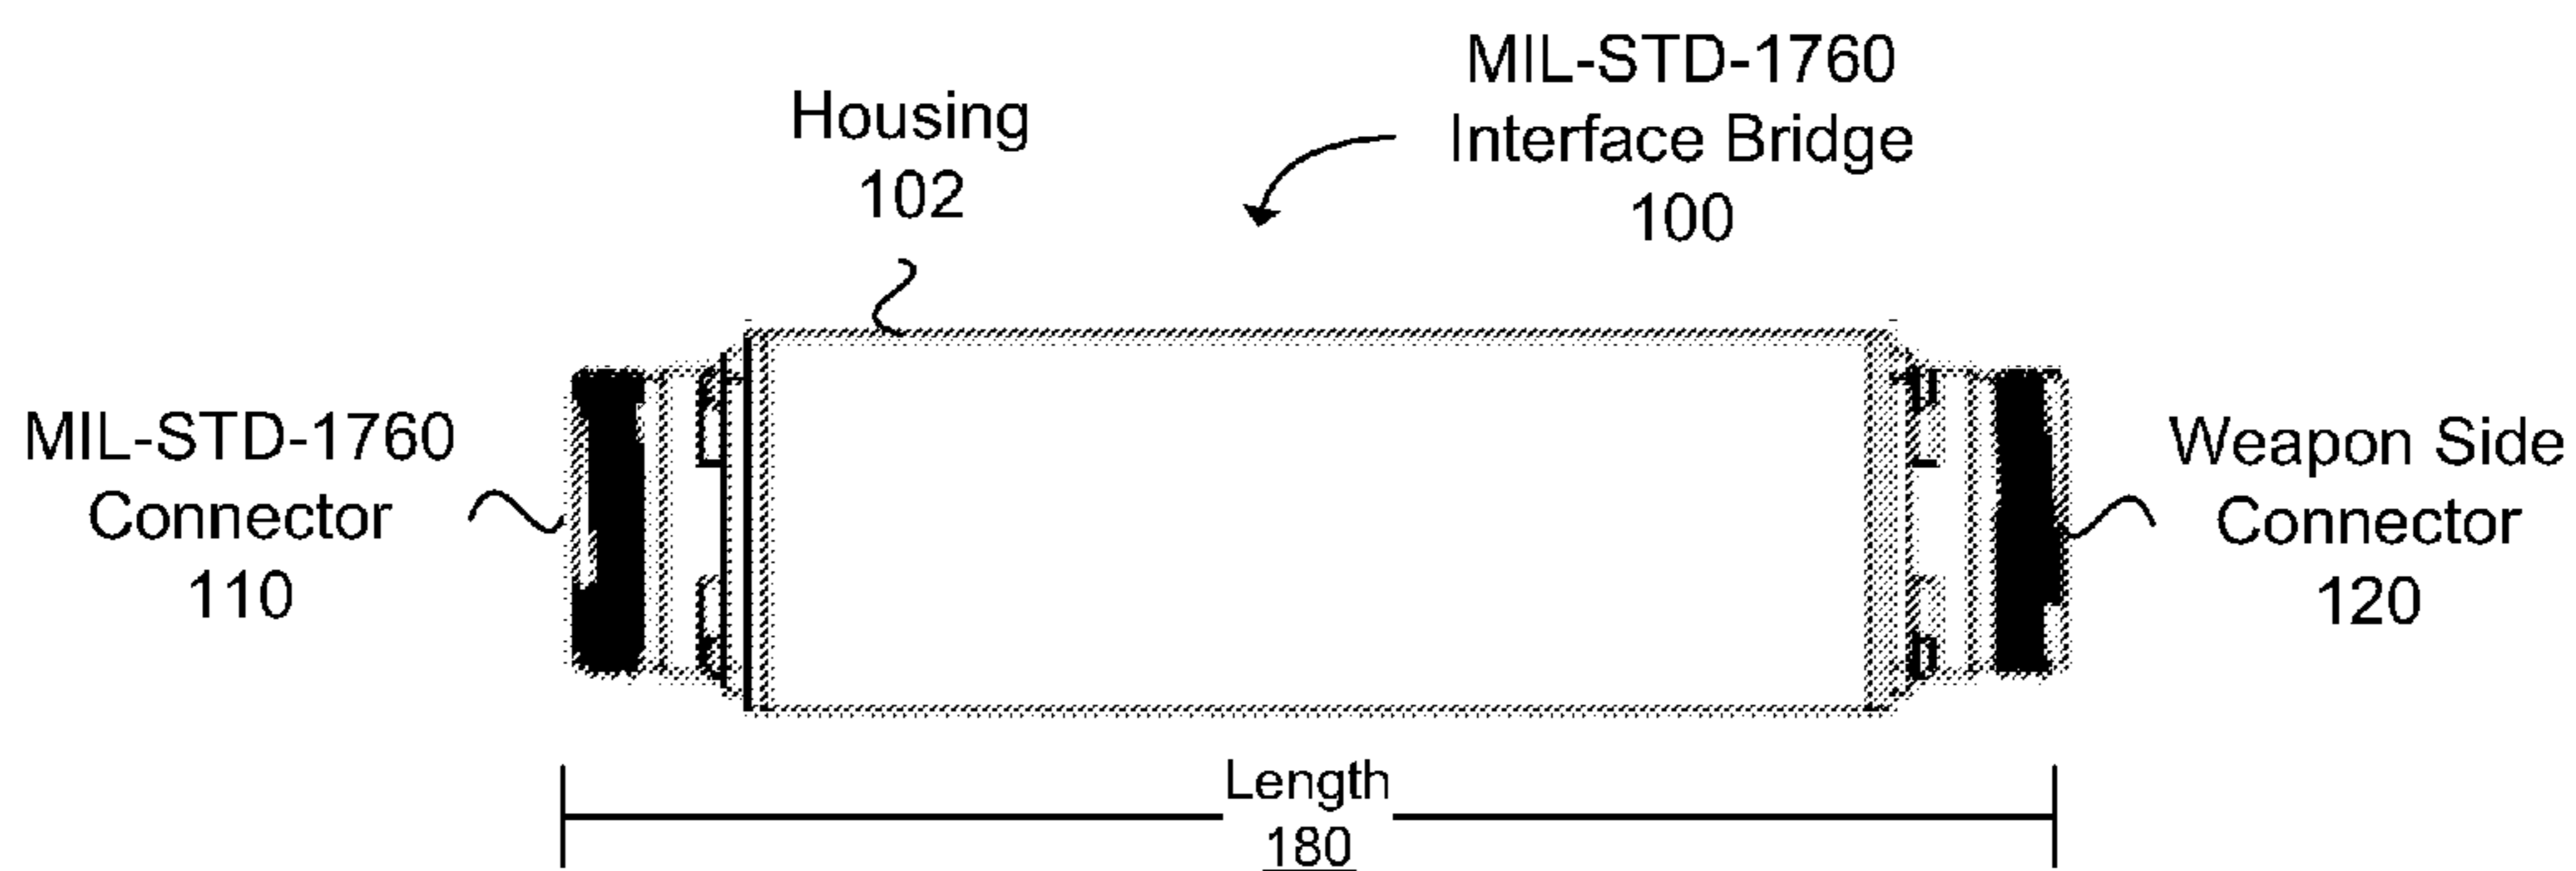 MIL-STD-1760
Interface Bridge
100
Housing
102
MIL-STD-1760
Connector
110
Weapon Side
Connector
120
Length
180